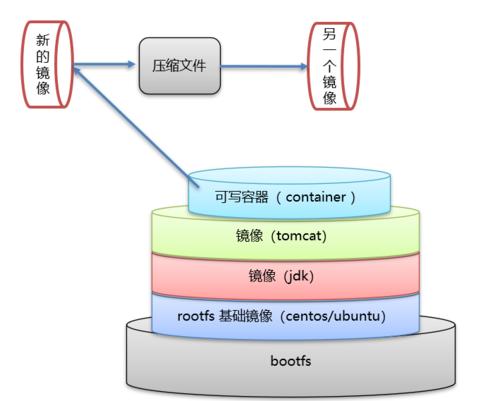 新的镜像
压缩文件
另一个镜像
可写容器（ container ）
镜像（tomcat）
镜像（jdk）
rootfs 基础镜像（centos/ubuntu）
bootfs